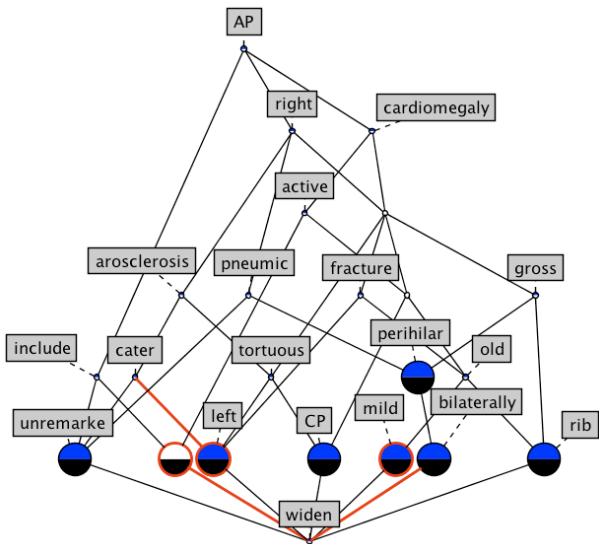 AP
right
cardiomegaly
active
arosclerosis
pneumic
fracture
gross
include
cater
tortuous
perihilar
old
unremarke
left
CP
mild
bilaterally
rib
widen